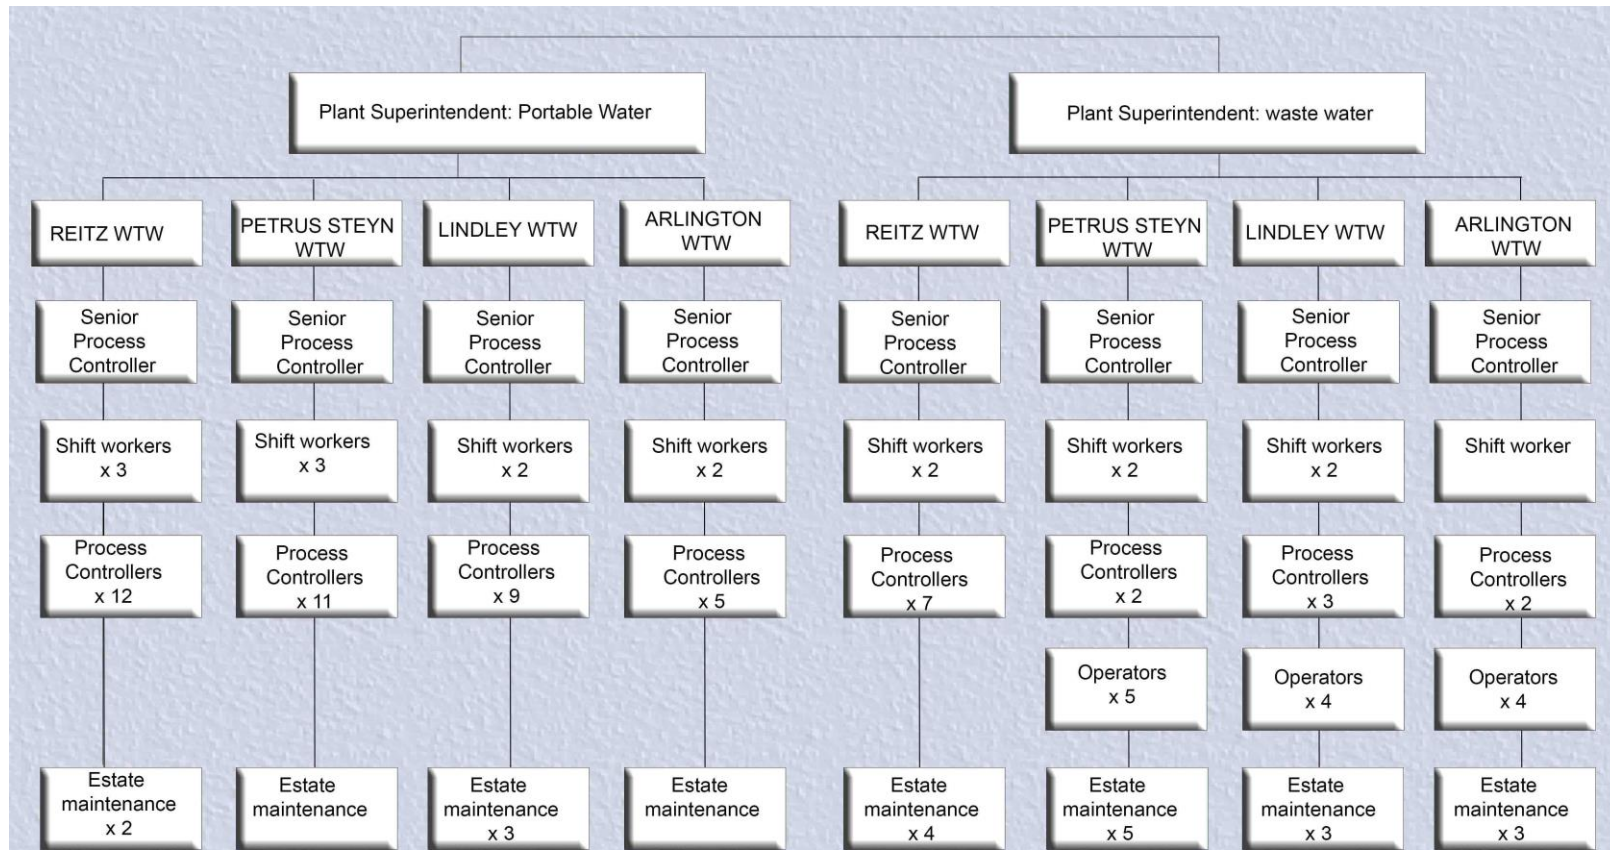 Plant Superintendent: Portable Water
Plant Superintendent: waste water
REITZ WTW
PETRUS STEYN
WTW
LINDLEY WTW
ARLINGTON
WTW
REITZ WTW
PETRUS STEYN
WTW
LINDLEY WTW
ARLINGTON
WTW
Senior
Process
Controller
Senior
Process
Controller
Senior
Process
Controller
Senior
Process
Controller
Senior
Process
Controller
Senior
Process
Controller
Senior
Process
Controller
Senior
Process
Controller
Shift workers
x 3
Shift workers
x 3
Shift workers
x 2
Shift workers
x 2
Shift workers
x 2
Shift workers
x 2
Shift workers
x 2
Shift worker
Process
Controllers
x 12
Process
Controllers
x 11
Process
Controllers
x 9
Process
Controllers
x 5
Process
Controllers
x 7
Process
Controllers
x 2
Process
Controllers
x 3
Process
Controllers
x 2
Operators
x 5
Operators
x 4
Operators
x 4
Estate
maintenance
x 2
Estate
maintenance
Estate
maintenance
x 3
Estate
maintenance
Estate
maintenance
x 4
Estate
maintenance
x 5
Estate
maintenance
x 3
Estate
maintenance
x 3